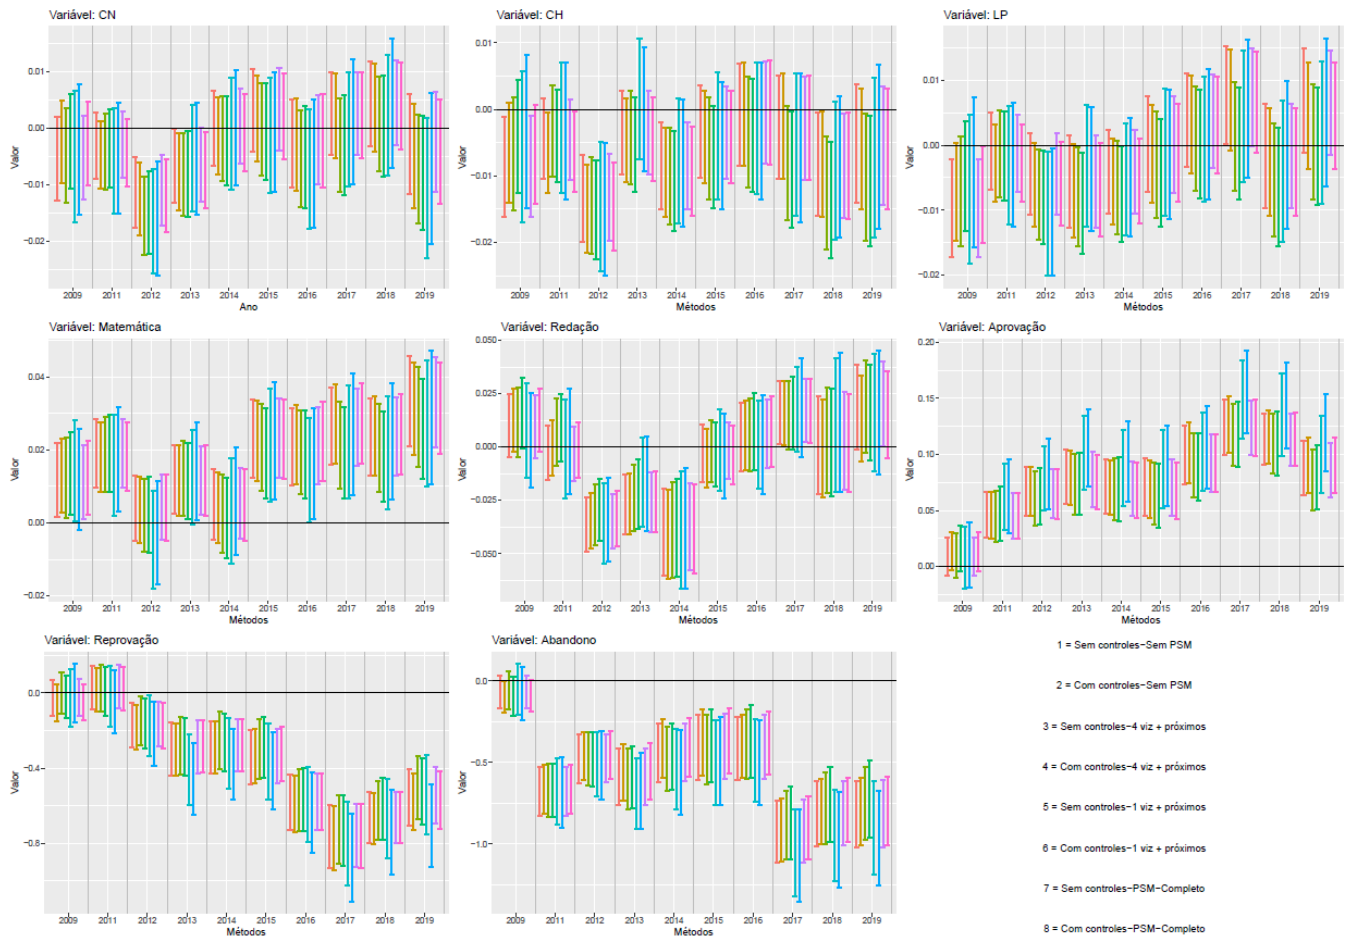 Variável: CN
Variável: CH
Variável: LP
Valor
0.01
0.00
−0.01
−0.02
2009 2011 2012 2013 2014 2015 2016 2017 2018 2019
Ano
Valor
0.01
0.00
−0.01
−0.02
2009 2011 2012 2013 2014 2015 2016 2017 2018 2019
Métodos
Valor
0.01
0.00
−0.01
−0.02
2009 2011 2012 2013 2014 2015 2016 2017 2018 2019
Métodos
Variável: Matemática
Variável: Redação
Variável: Aprovação
Valor
0.04
0.02
0.00
−0.02
2009 2011 2012 2013 2014 2015 2016 2017 2018 2019
Métodos
Valor
0.050
0.025
0.000
−0.025
−0.050
2009 2011 2012 2013 2014 2015 2016 2017 2018 2019
Métodos
Valor
0.20
0.15
0.10
0.05
0.00
2009 2011 2012 2013 2014 2015 2016 2017 2018 2019
Métodos
Variável: Reprovação
Variável: Abandono
Valor
0.0
−0.4
−0.8
2009 2011 2012 2013 2014 2015 2016 2017 2018 2019
Métodos
Valor
0.0
−0.5
−1.0
2009 2011 2012 2013 2014 2015 2016 2017 2018 2019
Métodos
1 = Sem controles−Sem PSM
2 = Com controles−Sem PSM
3 = Sem controles−4 viz + próximos
4 = Com controles−4 viz + próximos
5 = Sem controles−1 viz + próximos
6 = Com controles−1 viz + próximos
7 = Sem controles−PSM−Completo
8 = Com controles−PSM−Completo